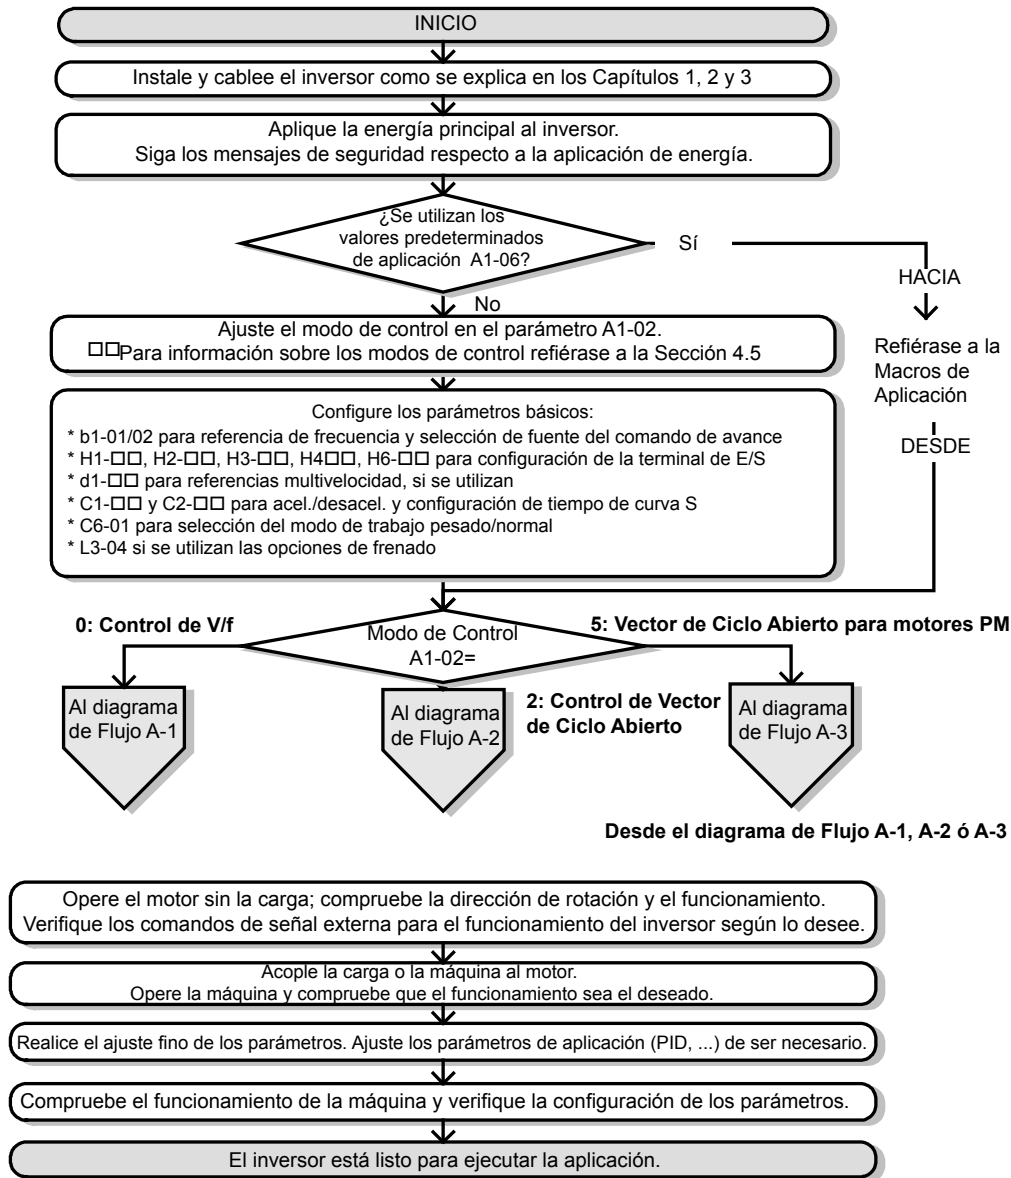 INICIO
Instale y cablee el inversor como se explica en los Capítulos 1, 2 y 3
Aplique la energía principal al inversor.
Siga los mensajes de seguridad respecto a la aplicación de energía.
¿Se utilizan los
valores predeterminados
de aplicación A1-06?
Sí
No
HACIA
Refiérase a la
Macros de
Aplicación
DESDE
Ajuste el modo de control en el parámetro A1-02.
□□Para información sobre los modos de control refiérase a la Sección 4.5
Configure los parámetros básicos:
* b1-01/02 para referencia de frecuencia y selección de fuente del comando de avance
* H1-□□, H2-□□, H3-□□, H4□□, H6-□□ para configuración de la terminal de E/S
* d1-□□ para referencias multivelocidad, si se utilizan
* C1-□□ y C2-□□ para acel./desacel. y configuración de tiempo de curva S
* C6-01 para selección del modo de trabajo pesado/normal
* L3-04 si se utilizan las opciones de frenado
0: Control de V/f
Modo de Control
A1-02=
5: Vector de Ciclo Abierto para motores PM
Al diagrama
de Flujo A-1
Al diagrama
de Flujo A-2
2: Control de Vector
de Ciclo Abierto
Al diagrama
de Flujo A-3
Desde el diagrama de Flujo A-1, A-2 ó A-3
Opere el motor sin la carga; compruebe la dirección de rotación y el funcionamiento.
Verifique los comandos de señal externa para el funcionamiento del inversor según lo desee.
Acople la carga o la máquina al motor.
Opere la máquina y compruebe que el funcionamiento sea el deseado.
Realice el ajuste fino de los parámetros. Ajuste los parámetros de aplicación (PID, ...) de ser necesario.
Compruebe el funcionamiento de la máquina y verifique la configuración de los parámetros.
El inversor está listo para ejecutar la aplicación.